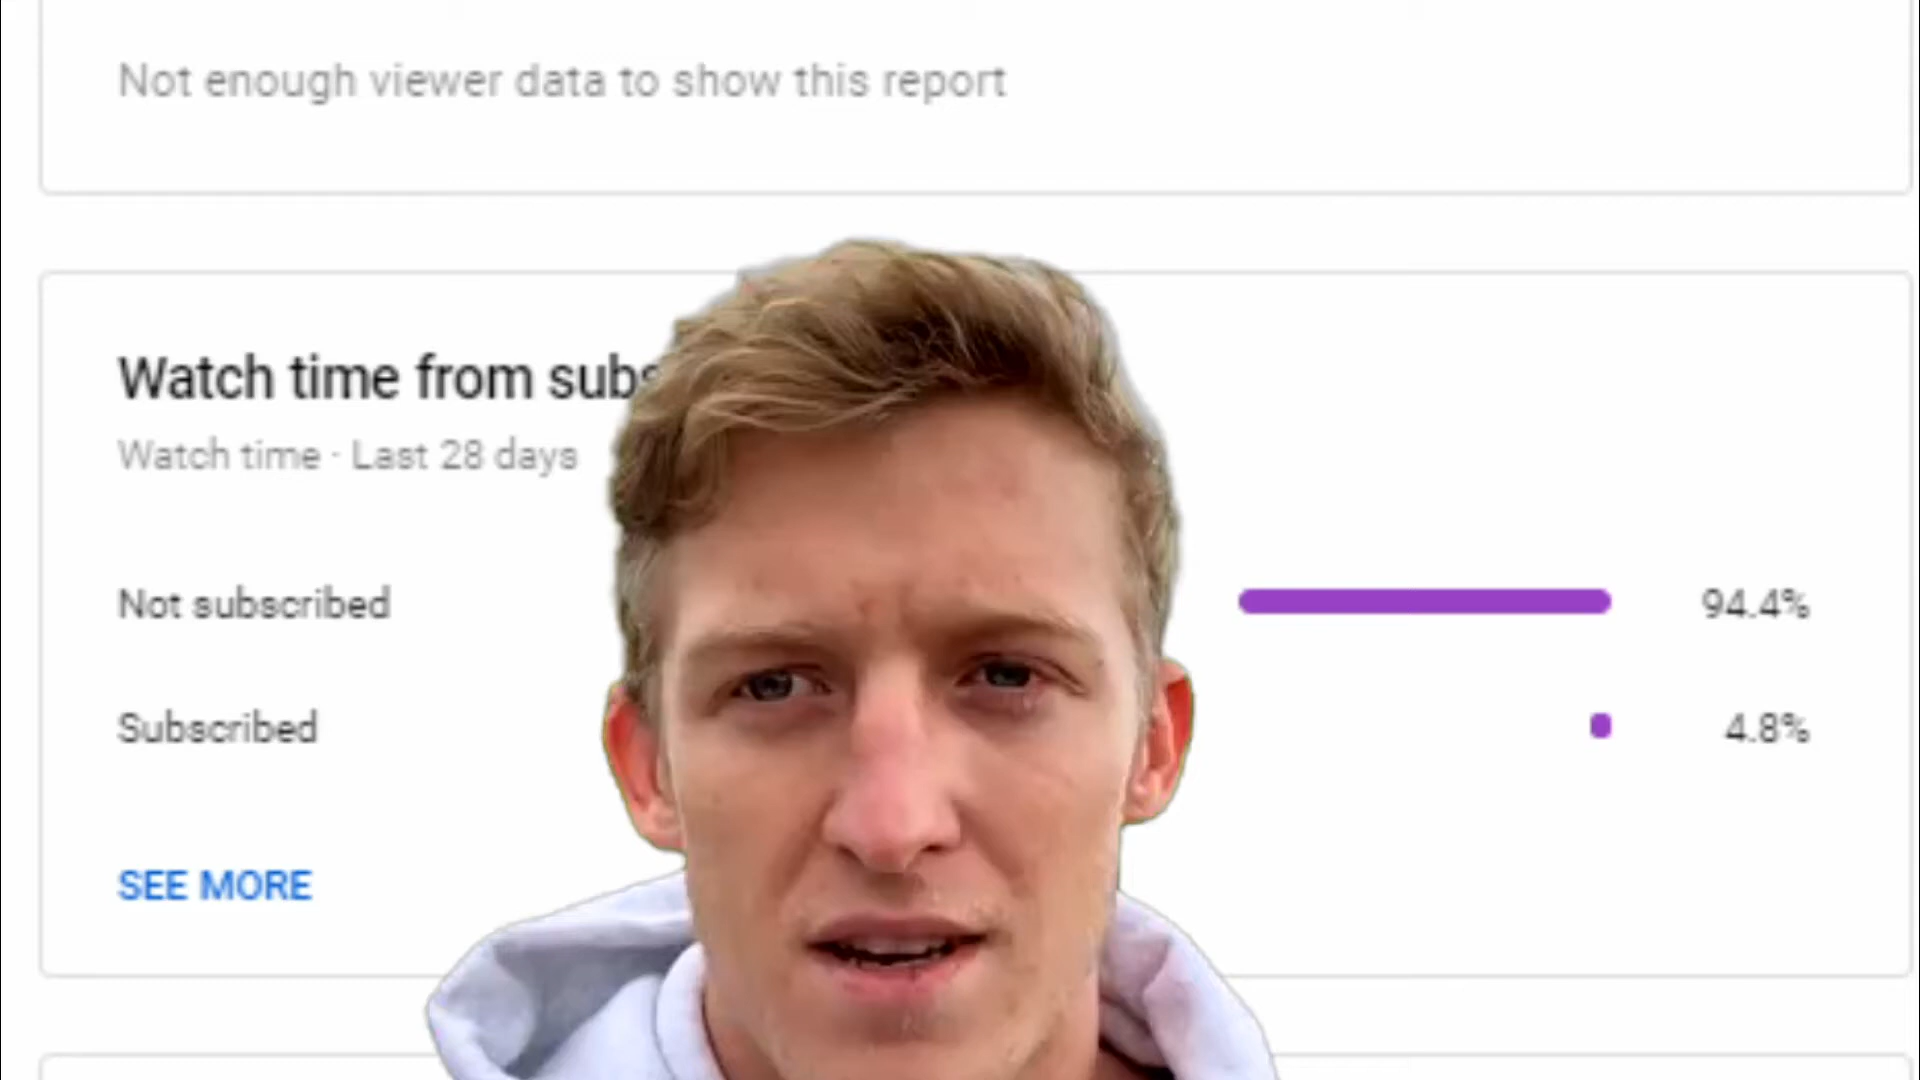 Not enough viewer data to show this report
Watch time from subs
Watch time · Last 28 days
Not subscribed 94.4%
Subscribed 4.8%
SEE MORE